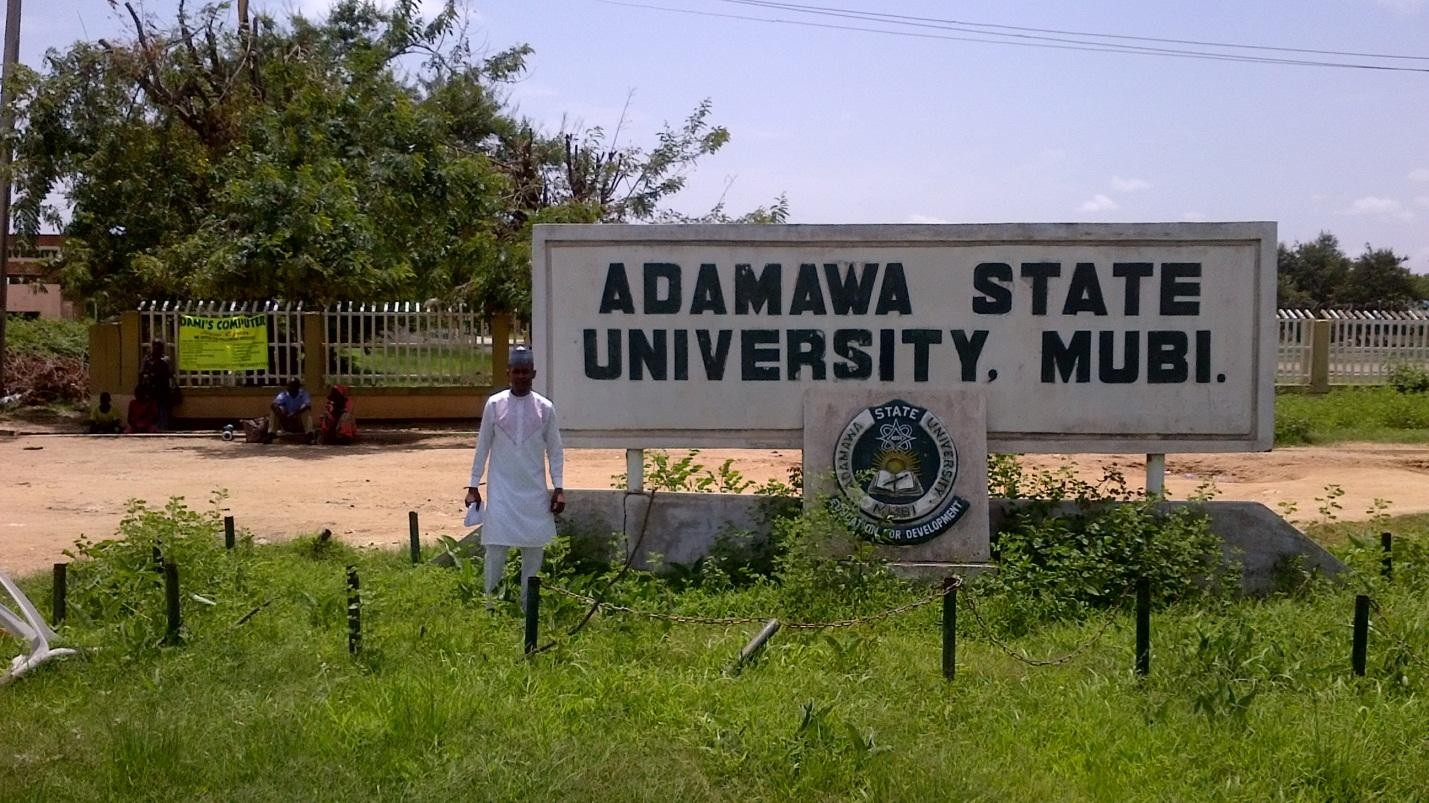 DAMI'S COMPUTER
ADAMAWA STATE
UNIVERSITY, MUBI.
ADAMAWA STATE UNIVERSITY
MUBI
EDUCATION FOR DEVELOPMENT